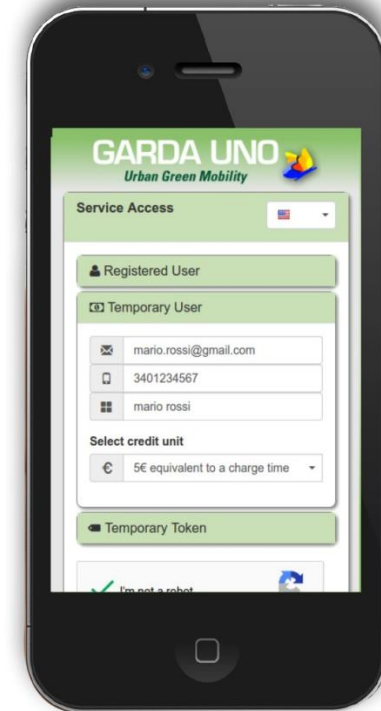 GARDA UNO
Urban Green Mobility
Service Access
Registered User
Temporary User
mario.rossi@gmail.com
3401234567
mario rossi
Select credit unit
€ 5€ equivalent to a charge time
Temporary Token
I'm not a robot